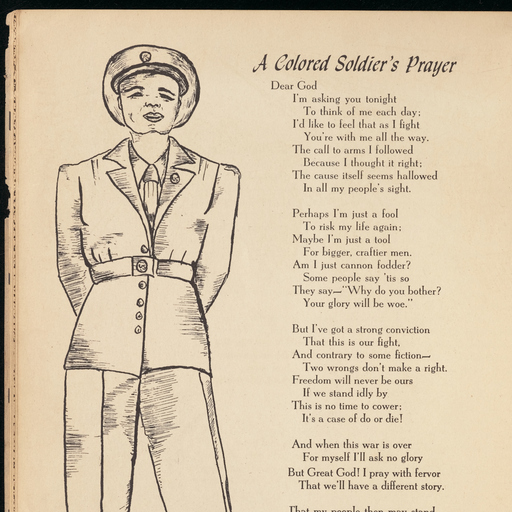 A Colored Soldier's Prayer
Dear God
I'm asking you tonight
To think of me each day;
I'd like to feel that as I fight
You're with me all the way.
The call to arms I followed
Because I thought it right;
The cause itself seems hallowed
In all my people's sight.
Perhaps I'm just a fool
To risk my life again;
Maybe I'm just a tool
For bigger, craftier men.
Am I just cannon fodder?
Some people say 'tis so
They say—"Why do you bother?
Your glory will be woe."
But I've got a strong conviction
That this is our fight,
And contrary to some fiction—
Two wrongs don't make a right.
Freedom will never be ours
If we stand idly by
This is no time to cower;
It's a case of do or die!
And when this war is over
For myself I'll ask no glory
But Great God! I pray with fervor
That we'll have a different story.
That my people then may stand